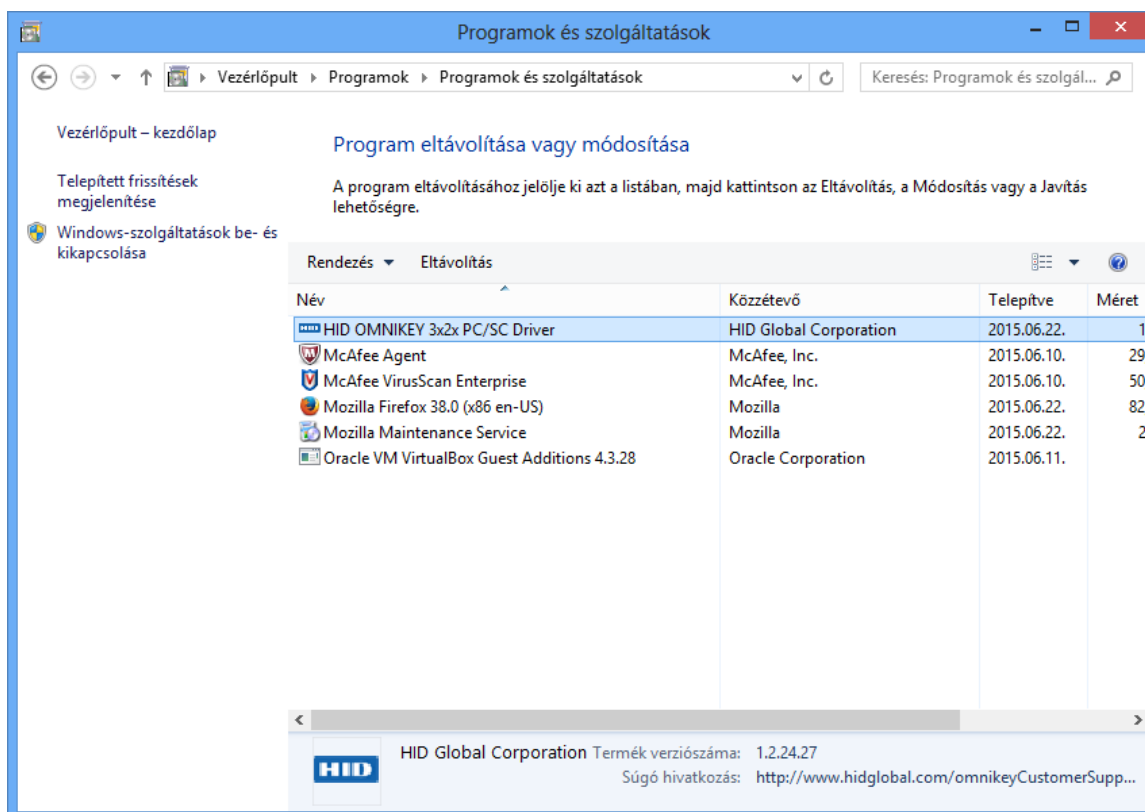 Programok és szolgáltatások
Vezérlőpult Programok Programok és szolgáltatások
Keresés: Programok és szolgál...
Vezérlőpult – kezdőlap
Telepített frissítések
megjelenítése
Windows-szolgáltatások be- és
kikapcsolása
Program eltávolítása vagy módosítása
A program eltávolításához jelölje ki azt a listában, majd kattintson az Eltávolítás, a Módosítás vagy a Javítás
lehetőségre.
Rendezés Eltávolítás
Név Közzétevő Telepítve Méret
HID OMNIKEY 3x2x PC/SC Driver HID Global Corporation 2015.06.22. 1
McAfee Agent McAfee, Inc. 2015.06.10. 29
McAfee VirusScan Enterprise McAfee, Inc. 2015.06.10. 50
Mozilla Firefox 38.0 (x86 en-US) Mozilla 2015.06.22. 82
Mozilla Maintenance Service Mozilla 2015.06.22. 2
Oracle VM VirtualBox Guest Additions 4.3.28 Oracle Corporation 2015.06.11.
HID
HID Global Corporation Termék verziószáma: 1.2.24.27
Súgó hivatkozás: http://www.hidglobal.com/omnikeyCustomerSupp...